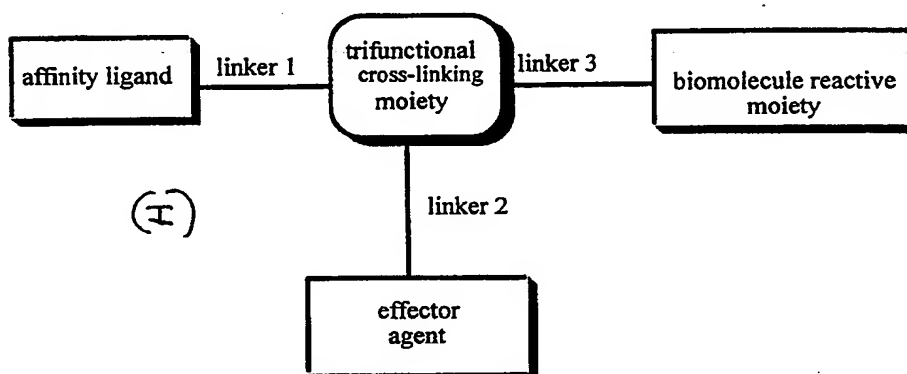 affinity ligand
linker 1
trifunctional
cross-linking
moiety
linker 3
biomolecule reactive
moiety
(I)
linker 2
effector
agent